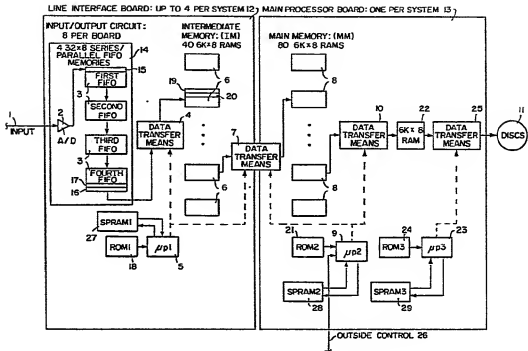 LINE INTERFACE BOARD: UP TO 4 PER SYSTEM 12
MAIN PROCESSOR BOARD: ONE PER SYSTEM 13
INPUT/OUTPUT CIRCUIT:
8 PER BOARD
14
4 32x8 SERIES/
PARALLEL FIFO
MEMORIES
15
FIRST FIFO
3
SECOND FIFO
THIRD FIFO
3
FOURTH FIFO
17
16
1
INPUT
2
A/D
INTERMEDIATE
MEMORY: (IM)
40 6K×8 RAMS
6
19
20
4
DATA
TRANSFER
MEANS
6
7
DATA
TRANSFER
MEANS
27
SPRAM1
18
ROM1
μp1
5
MAIN MEMORY: (MM)
80 6K×8 RAMS
8
8
10
DATA
TRANSFER
MEANS
22
6K×8
RAM
25
DATA
TRANSFER
MEANS
11
DISCS
21
ROM2
9
μp2
24
ROM3
23
μp3
SPRAM2
28
SPRAM3
29
OUTSIDE CONTROL 26